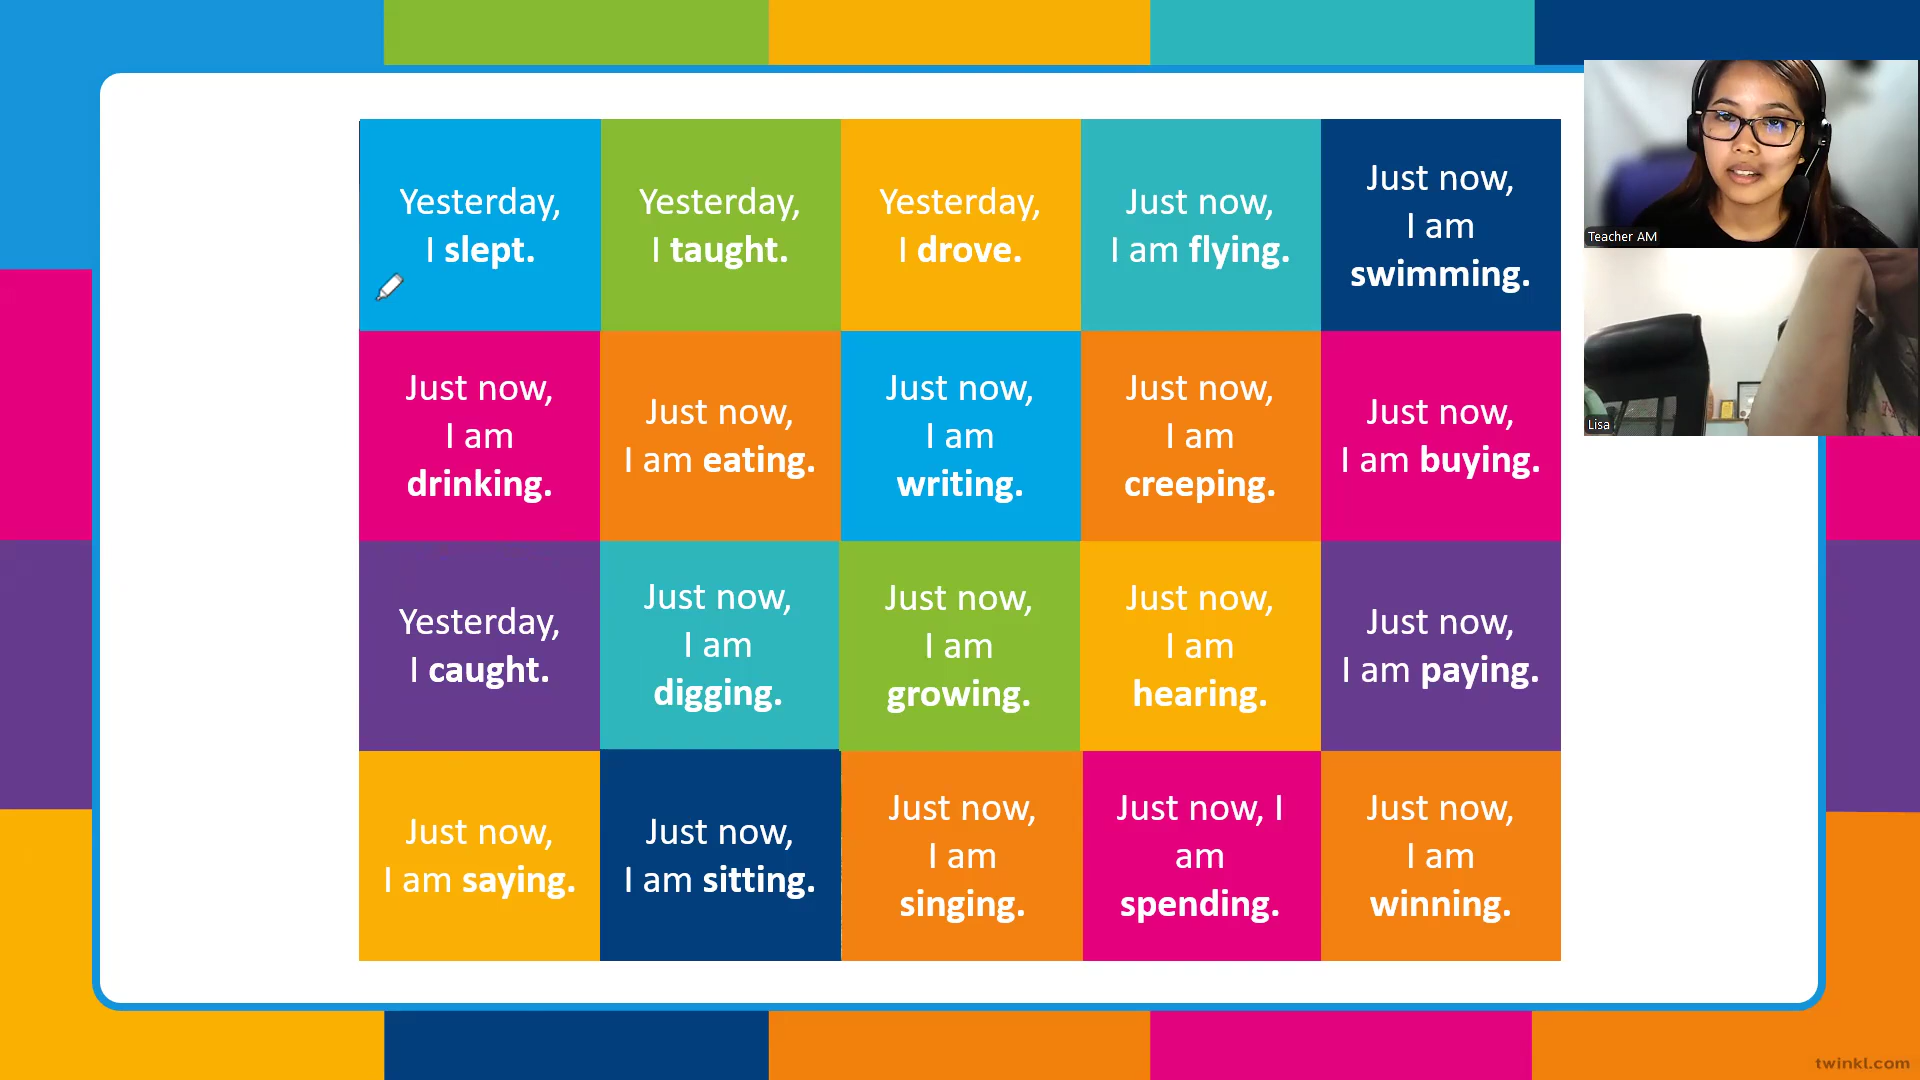 Yesterday,
I slept.
Yesterday,
I taught.
Yesterday,
I drove.
Just now,
I am flying.
Just now,
I am
swimming.
Just now,
I am
drinking.
Just now,
I am eating.
Just now,
I am
writing.
Just now,
I am
creeping.
Just now,
I am buying.
Yesterday,
I caught.
Just now,
I am
digging.
Just now,
I am
growing.
Just now,
I am
hearing.
Just now,
I am paying.
Just now,
I am saying.
Just now,
I am sitting.
Just now,
I am
singing.
Just now, I
am
spending.
Just now,
I am
winning.
Teacher AM
Lisa
twinkl.com